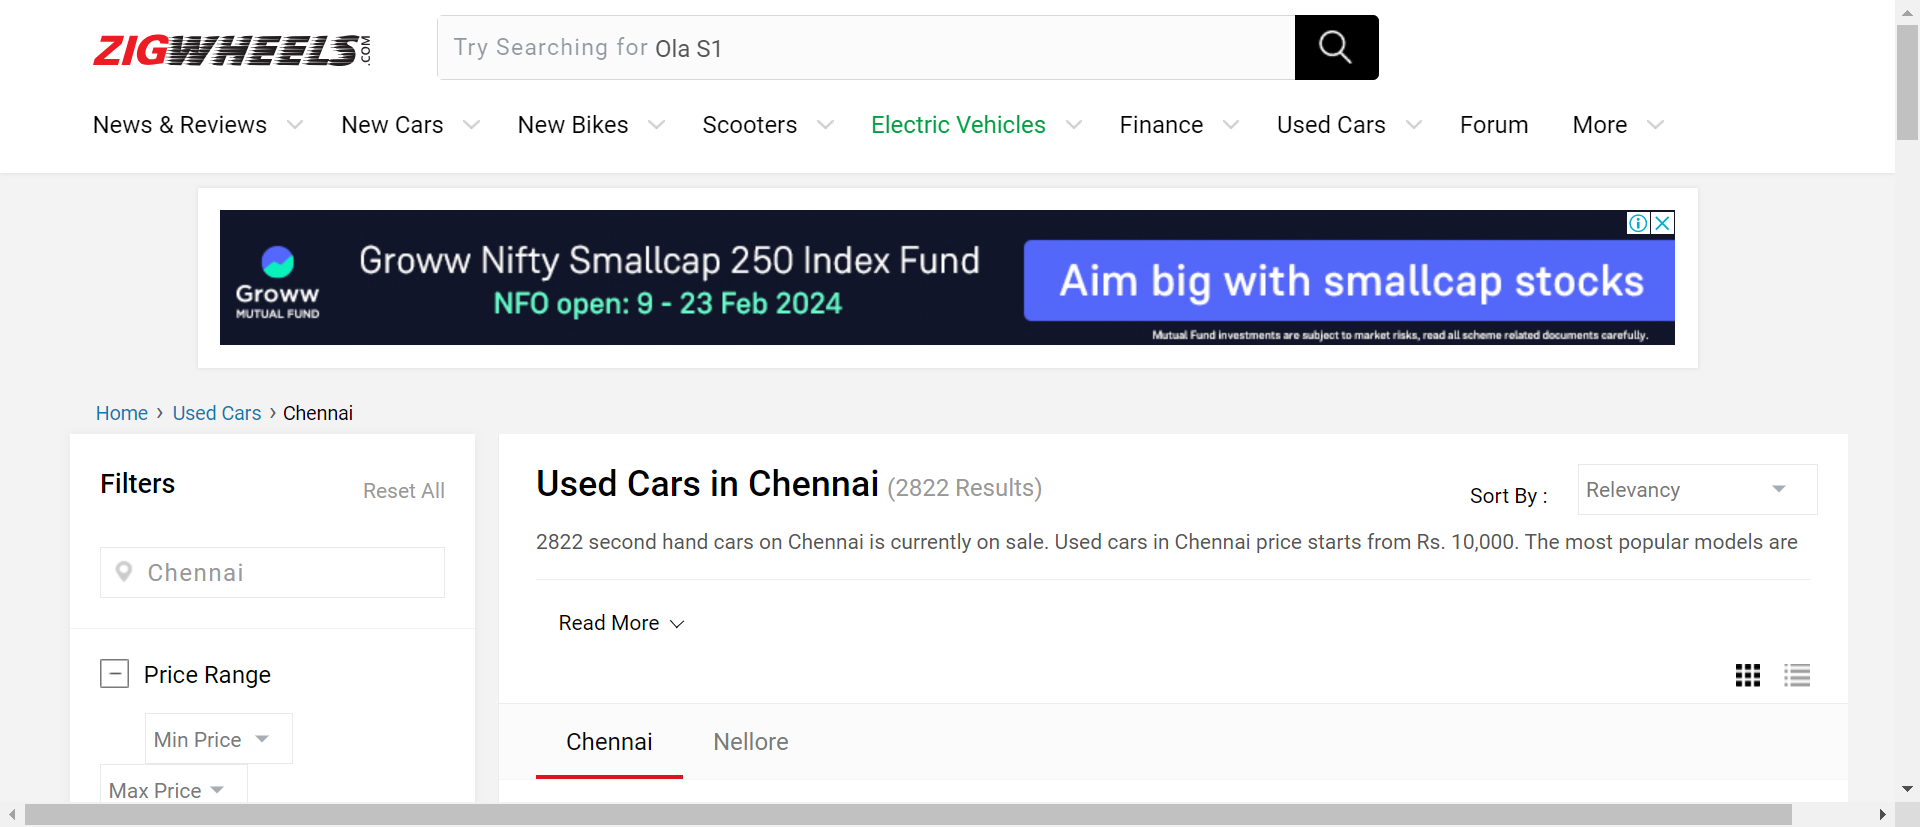 ZIGWHEELS.COM
Try Searching for Ola S1
News & Reviews New Cars New Bikes Scooters Electric Vehicles Finance Used Cars Forum More
Groww
MUTUAL FUND
Groww Nifty Smallcap 250 Index Fund
NFO open: 9 - 23 Feb 2024
Aim big with smallcap stocks
Mutual Fund investments are subject to market risks, read all scheme related documents carefully.
Home › Used Cars › Chennai
Filters
Reset All
Chennai
Price Range
Min Price
Max Price
Used Cars in Chennai (2822 Results)
Sort By : Relevancy
2822 second hand cars on Chennai is currently on sale. Used cars in Chennai price starts from Rs. 10,000. The most popular models are
Read More
Chennai Nellore